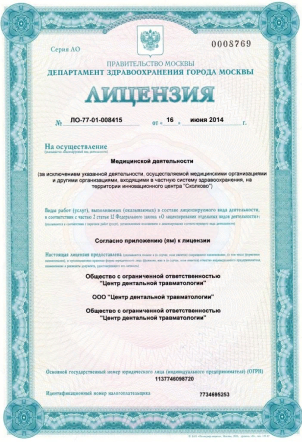 Серия ЛО
0008769
ПРАВИТЕЛЬСТВО МОСКВЫ
ДЕПАРТАМЕНТ ЗДРАВООХРАНЕНИЯ ГОРОДА МОСКВЫ
ЛИЦЕНЗИЯ
№ ЛО-77-01-008415 от « 16 » июня 2014 г.
На осуществление
Медицинской деятельности
(за исключением указанной деятельности, осуществляемой медицинскими организациями
и другими организациями, входящими в частную систему здравоохранения, на
территории инновационного центра "Сколково")
Виды работ (услуг), выполняемых (оказываемых) в составе лицензируемого вида деятельности,
в соответствии с частью 2 статьи 12 Федерального закона «О лицензировании отдельных видов деятельности»:
Согласно приложению (ям) к лицензии
Настоящая лицензия предоставлена
Общество с ограниченной ответственностью
"Центр дентальной травматологии"
ООО "Центр дентальной травматологии"
Общество с ограниченной ответственностью
"Центр дентальной травматологии"
Основной государственный регистрационный номер юридического лица (индивидуального предпринимателя) (ОГРН)
1137746098720
Идентификационный номер налогоплательщика
7734695253